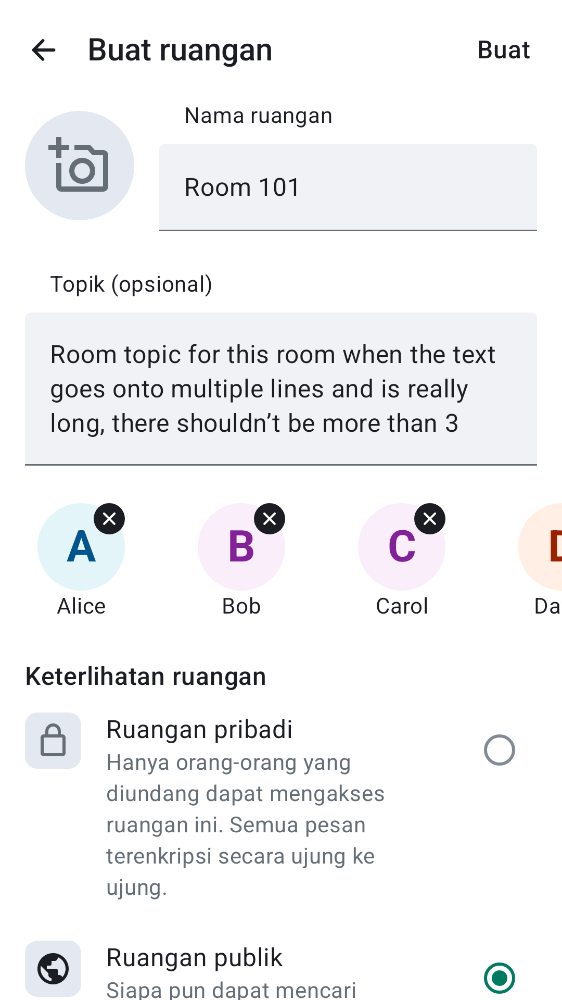 Buat ruangan
Buat
Nama ruangan
Room 101
Topik (opsional)
Room topic for this room when the text
goes onto multiple lines and is really
long, there shouldn’t be more than 3
A
B
C
Alice
Bob
Carol
Da
Keterlihatan ruangan
Ruangan pribadi
Hanya orang-orang yang
diundang dapat mengakses
ruangan ini. Semua pesan
terenkripsi secara ujung ke
ujung.
Ruangan publik
Siapa pun dapat mencari